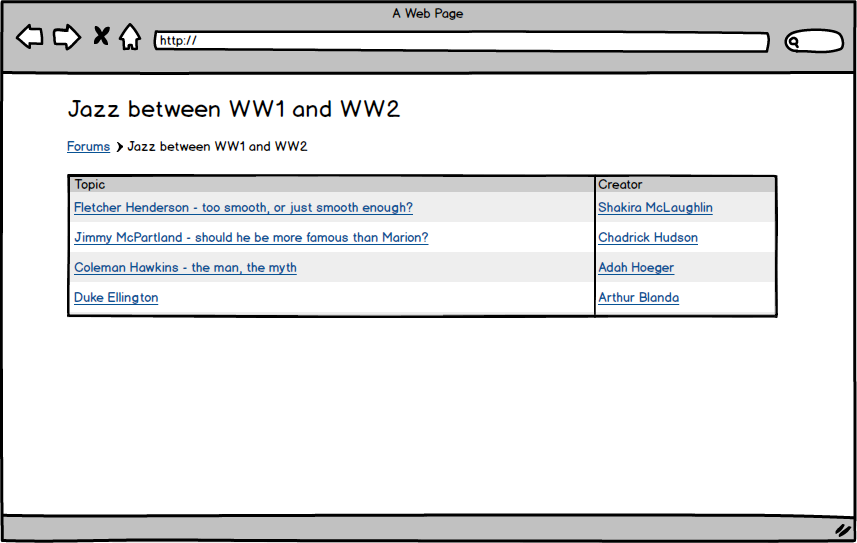 A Web Page
http://
Jazz between WW1 and WW2
Forums > Jazz between WW1 and WW2
Topic Creator
Fletcher Henderson - too smooth, or just smooth enough? Shakira McLaughlin
Jimmy McPartland - should he be more famous than Marion? Chadrick Hudson
Coleman Hawkins - the man, the myth Adah Hoeger
Duke Ellington Arthur Blanda